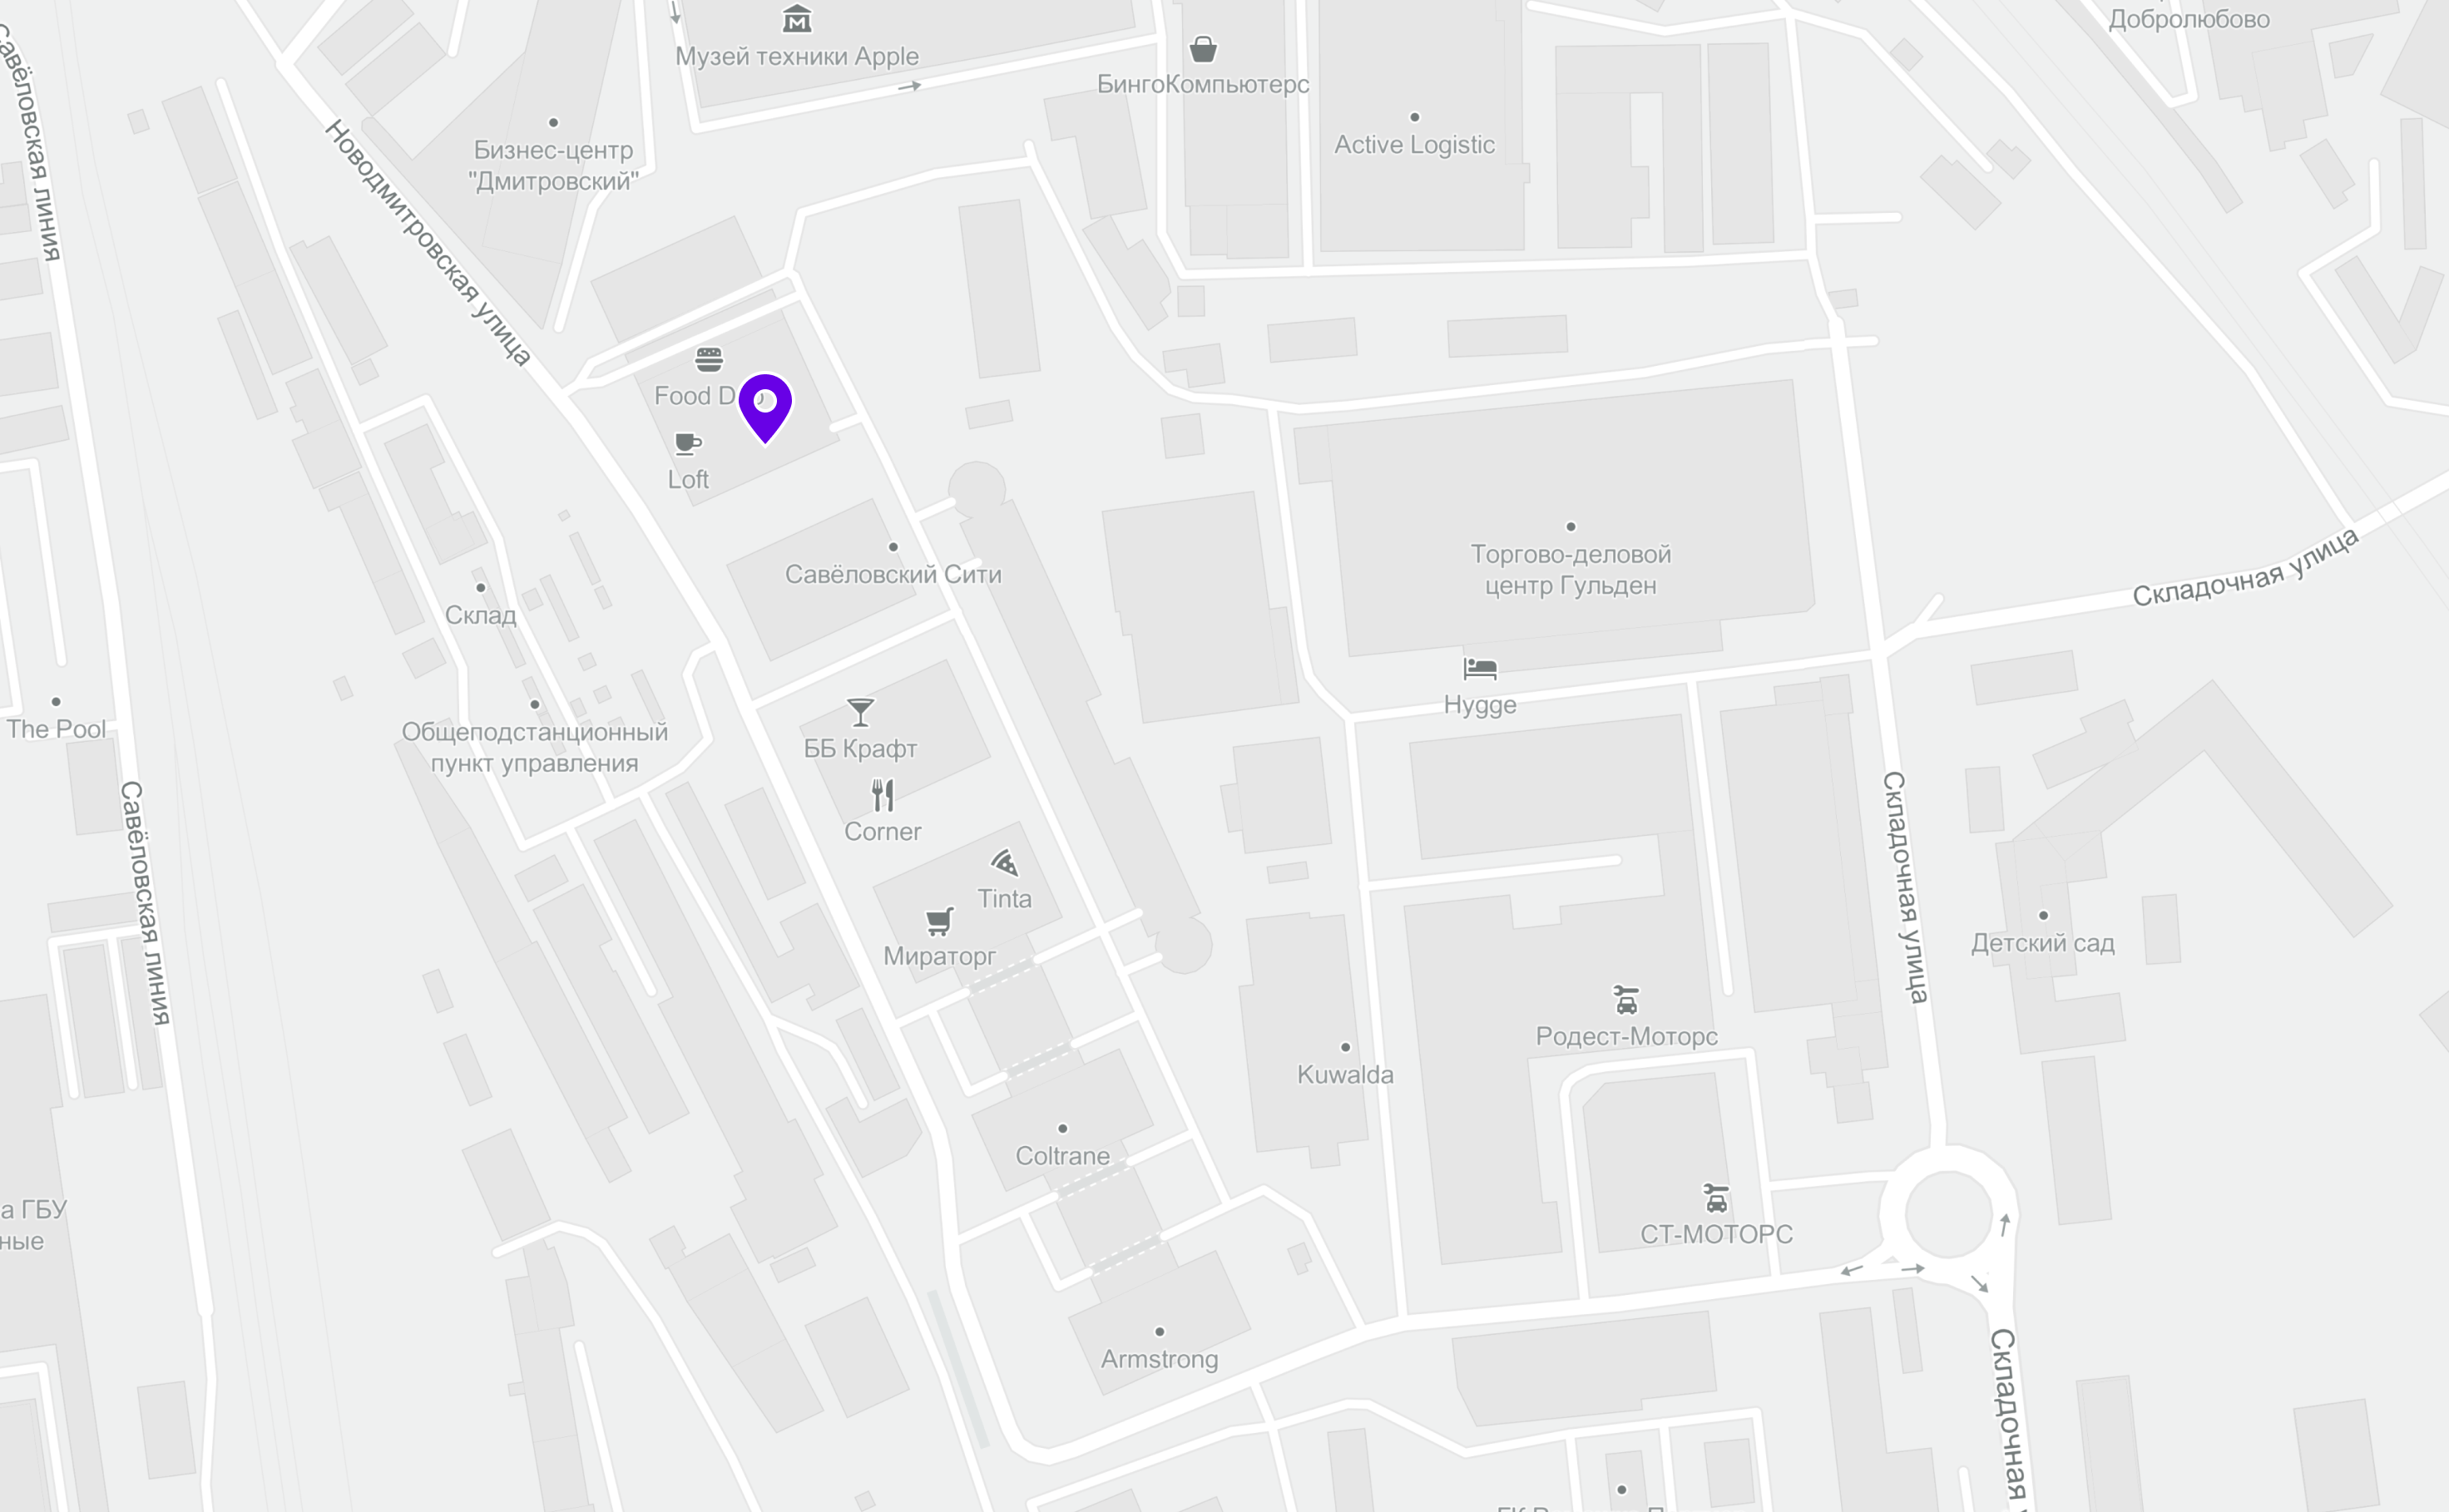 Добролюбово
Музей техники Apple
БингоКомпьютерс
Active Logistic
Бизнес-центр
"Дмитровский"
Савёловская линия
Новодмитровская улица
Food
Loft
Савёловский Сити
Торгово-деловой
центр Гульден
Складочная улица
Склад
Hygge
The Pool
Общеподстанционный
пункт управления
ББ Крафт
Corner
Савёловская линия
Складочная улица
Tinta
Мираторг
Детский сад
Родест-Моторс
Kuwalda
Coltrane
а ГБУ
ные
СТ-МОТОРС
Armstrong
Складочная